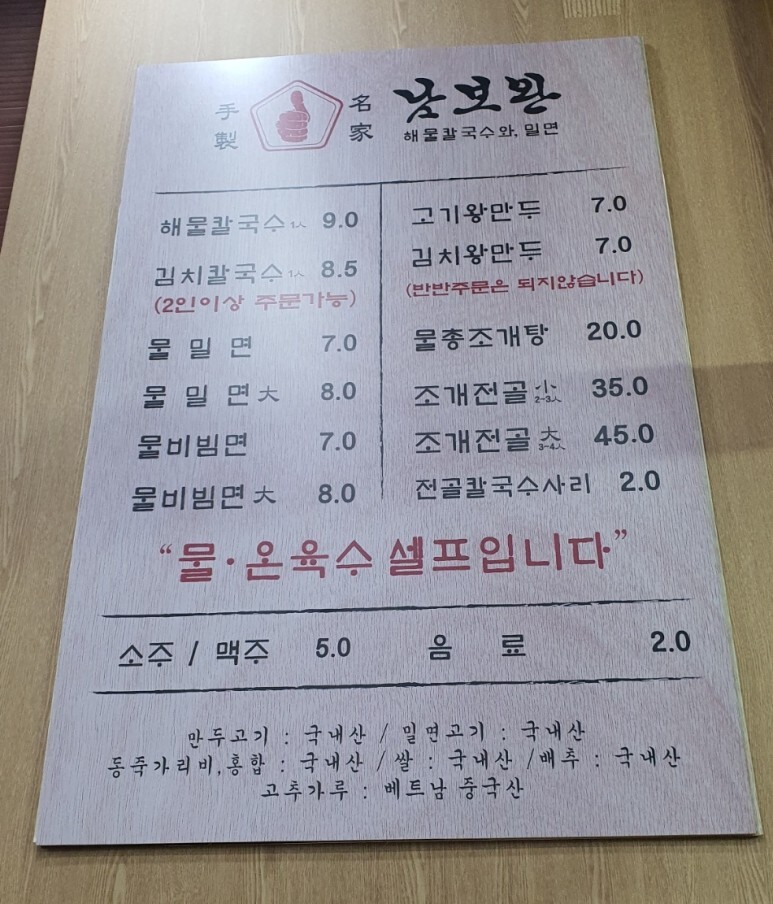 手製 名家 남보완
해물칼국수와, 밀면
해물칼국수 1人 9.0
김치칼국수 1人 8.5
(2인이상 주문가능)
물 밀 면 7.0
물 밀 면 大 8.0
물비빔면 7.0
물비빔면 大 8.0
고기왕만두 7.0
김치왕만두 7.0
(반반주문은 되지않습니다)
물총조개탕 20.0
조개전골 小 2~3人 35.0
조개전골 大 3~4人 45.0
전골칼국수사리 2.0
“물·온육수 셀프입니다”
소주 / 맥주 5.0 음 료 2.0
만두고기 : 국내산 / 밀면고기 : 국내산
동죽가리비,홍합 : 국내산 / 쌀 : 국내산 /배추 : 국내산
고추가루 : 베트남 중국산